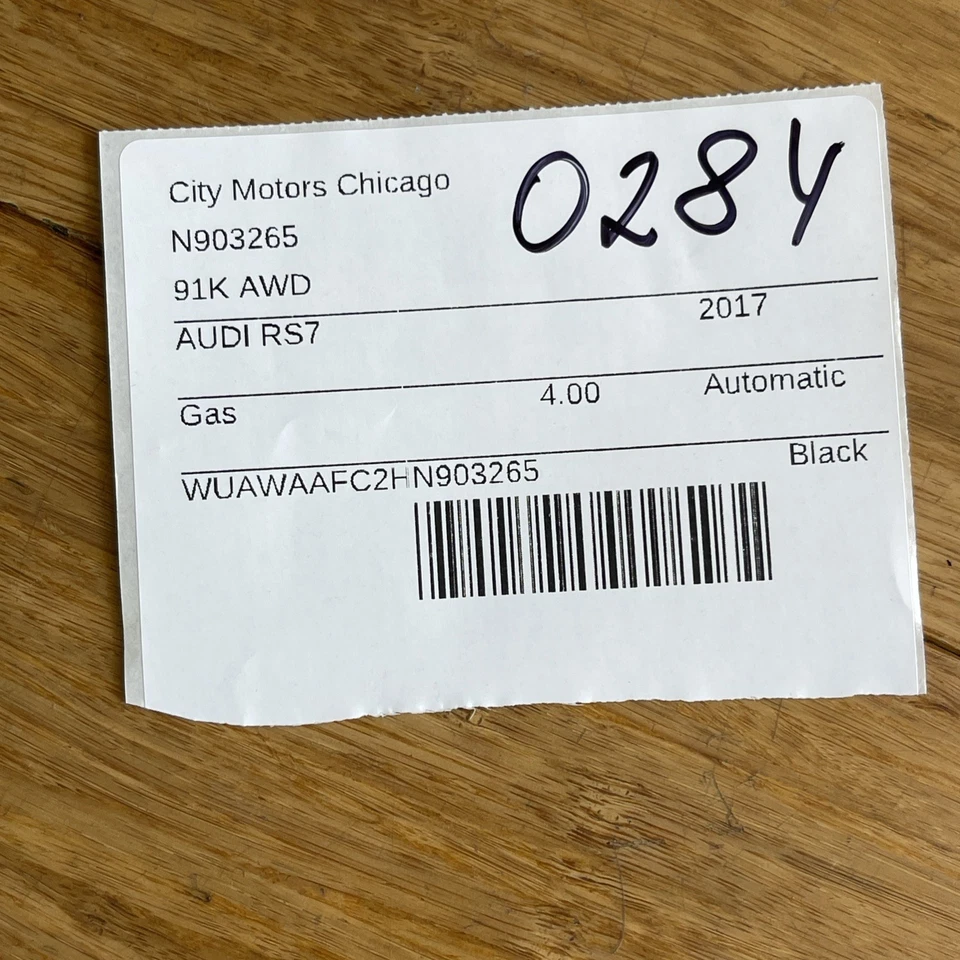 City Motors Chicago
0284
N903265
91K AWD
AUDI RS7 2017
Gas 4.00 Automatic
WUAWAAFC2HN903265 Black